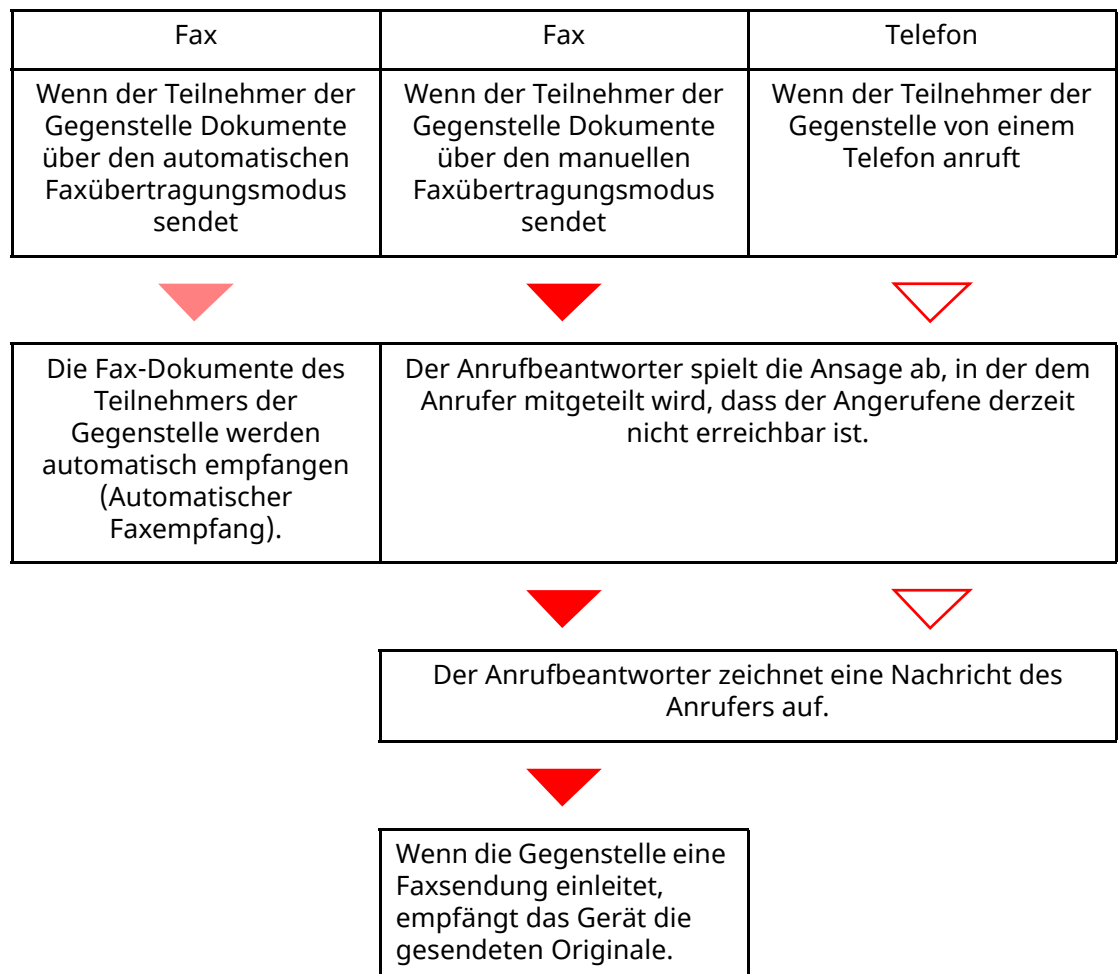 Fax
Fax
Telefon
Wenn der Teilnehmer der
Gegenstelle Dokumente
über den automatischen
Faxübertragungsmodus
sendet
Wenn der Teilnehmer der
Gegenstelle Dokumente
über den manuellen
Faxübertragungsmodus
sendet
Wenn der Teilnehmer der
Gegenstelle von einem
Telefon anruft
Die Fax-Dokumente des
Teilnehmers der
Gegenstelle werden
automatisch empfangen
(Automatischer
Faxempfang).
Der Anrufbeantworter spielt die Ansage ab, in der dem
Anrufer mitgeteilt wird, dass der Angerufene derzeit
nicht erreichbar ist.
Der Anrufbeantworter zeichnet eine Nachricht des
Anrufers auf.
Wenn die Gegenstelle eine
Faxsendung einleitet,
empfängt das Gerät die
gesendeten Originale.